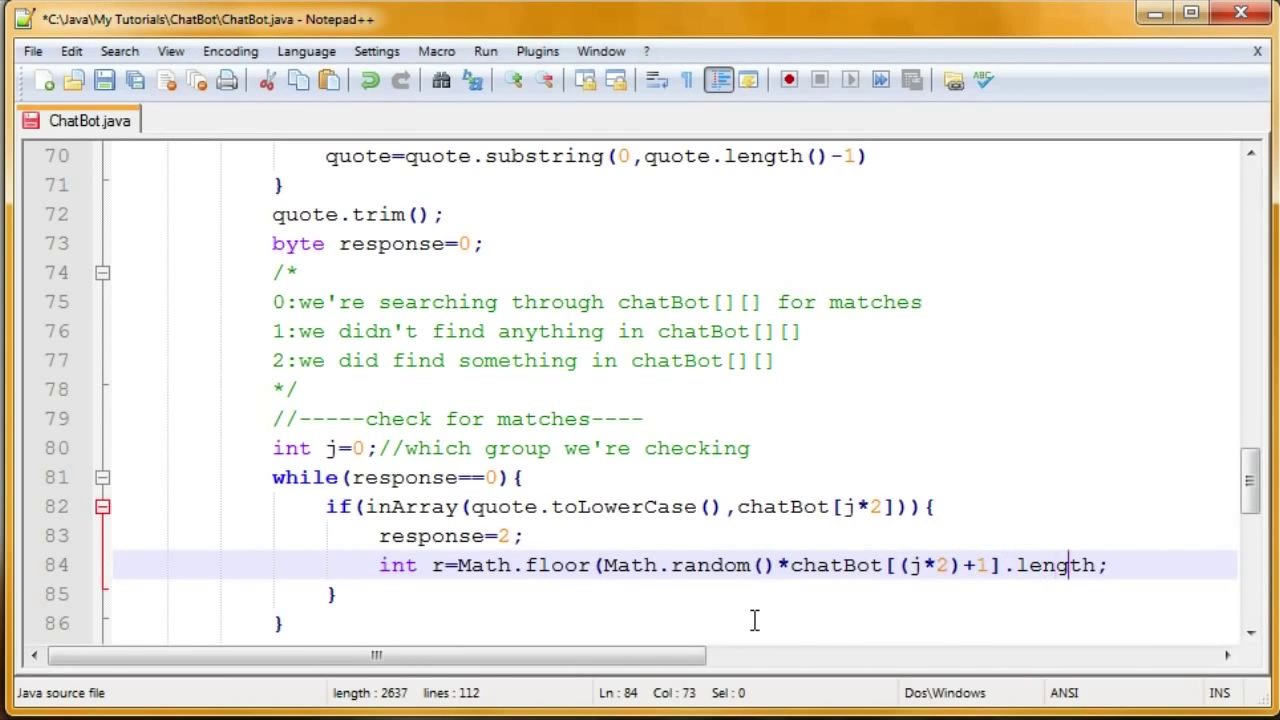 *C:\Java\My Tutorials\ChatBot\ChatBot.java - Notepad++
File Edit Search View Encoding Language Settings Macro Run Plugins Window ? X
ABC
ChatBot.java
70 quote=quote.substring(0,quote.length()-1)
71 }
72 quote.trim();
73 byte response=0;
74 /*
75 0:we're searching through chatBot[][] for matches
76 1:we didn't find anything in chatBot[][]
77 2:we did find something in chatBot[][]
78 */
79 //-----check for matches----
80 int j=0;//which group we're checking
81 while(response==0){
82 if(inArray(quote.toLowerCase(),chatBot[j*2])){
83 response=2;
84 int r=Math.floor(Math.random()*chatBot[(j*2)+1].length;
85 }
86 }
Java source file length : 2637 lines : 112 Ln : 84 Col : 73 Sel : 0 Dos\Windows ANSI INS